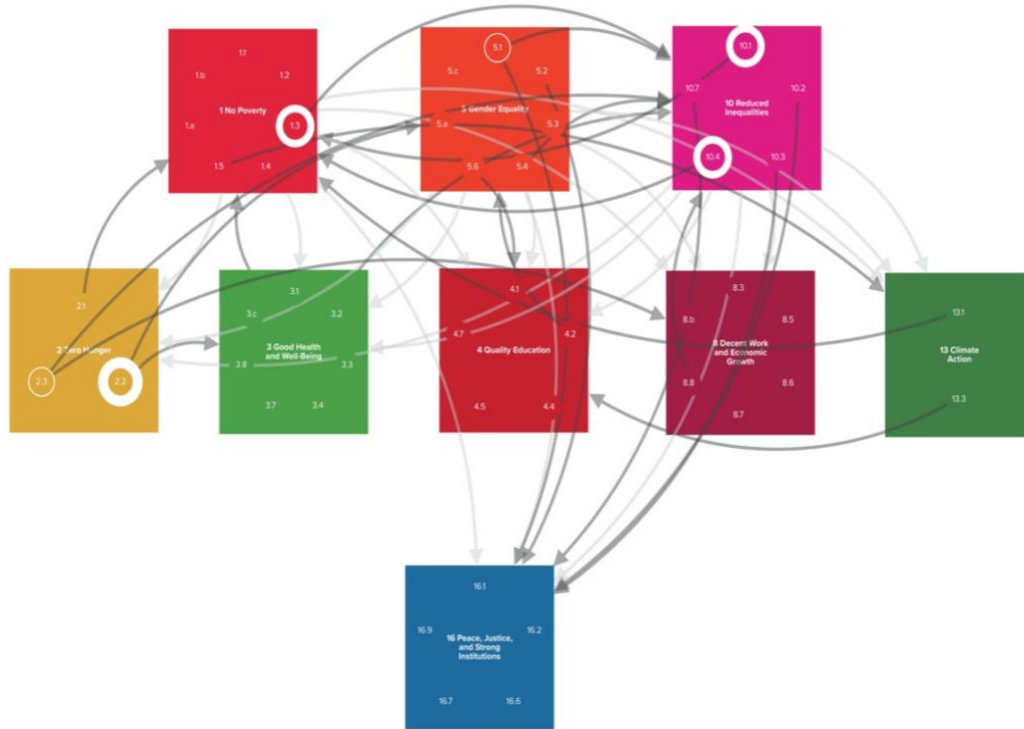 1.1
1.b
1.2
1 No Poverty
1.a
1.3
1.5
1.4
5.1
5.c
5.2
5 Gender Equality
5.a
5.3
5.6
5.4
10.1
10.7
10.2
10 Reduced
Inequalities
10.4
10.3
2.1
2 Zero Hunger
2.3
2.2
3.1
3.c
3.2
3 Good Health
and Well-Being
3.8
3.3
3.7
3.4
4.1
4.7
4.2
4 Quality Education
4.5
4.4
8.3
8.b
8.5
8 Decent Work
and Economic
Growth
8.8
8.6
8.7
13.1
13 Climate
Action
13.3
16.1
16.9
16.2
16 Peace, Justice,
and Strong
Institutions
16.7
16.6